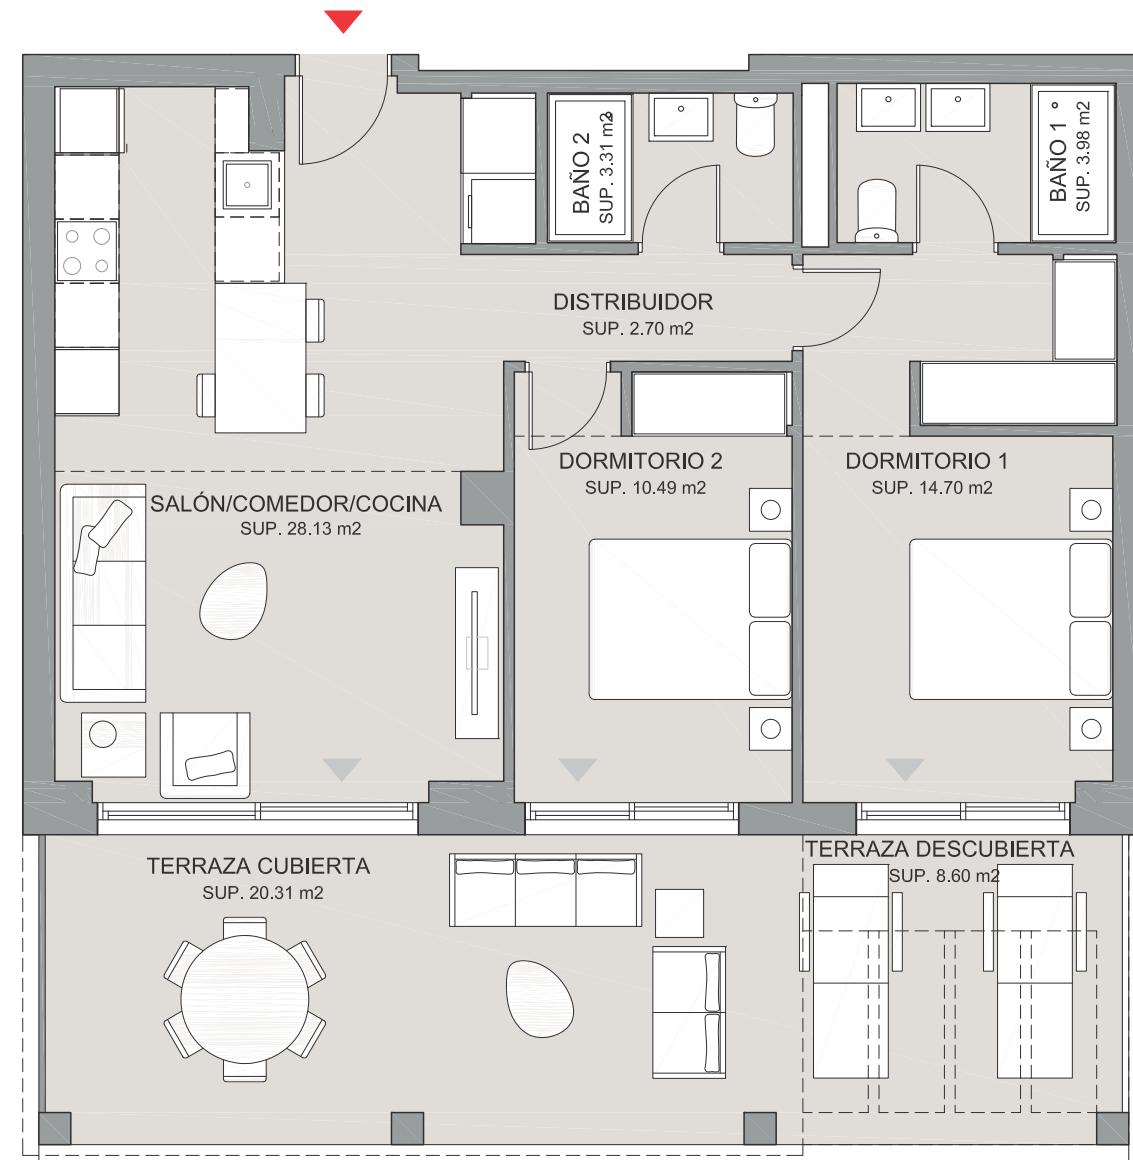 BAÑO 2
SUP. 3.31 m2
BAÑO 1
SUP. 3.98 m2
DISTRIBUIDOR
SUP. 2.70 m2
DORMITORIO 2
SUP. 10.49 m2
DORMITORIO 1
SUP. 14.70 m2
SALÓN/COMEDOR/COCINA
SUP. 28.13 m2
TERRAZA CUBIERTA
SUP. 20.31 m2
TERRAZA DESCUBIERTA
SUP. 8.60 m2